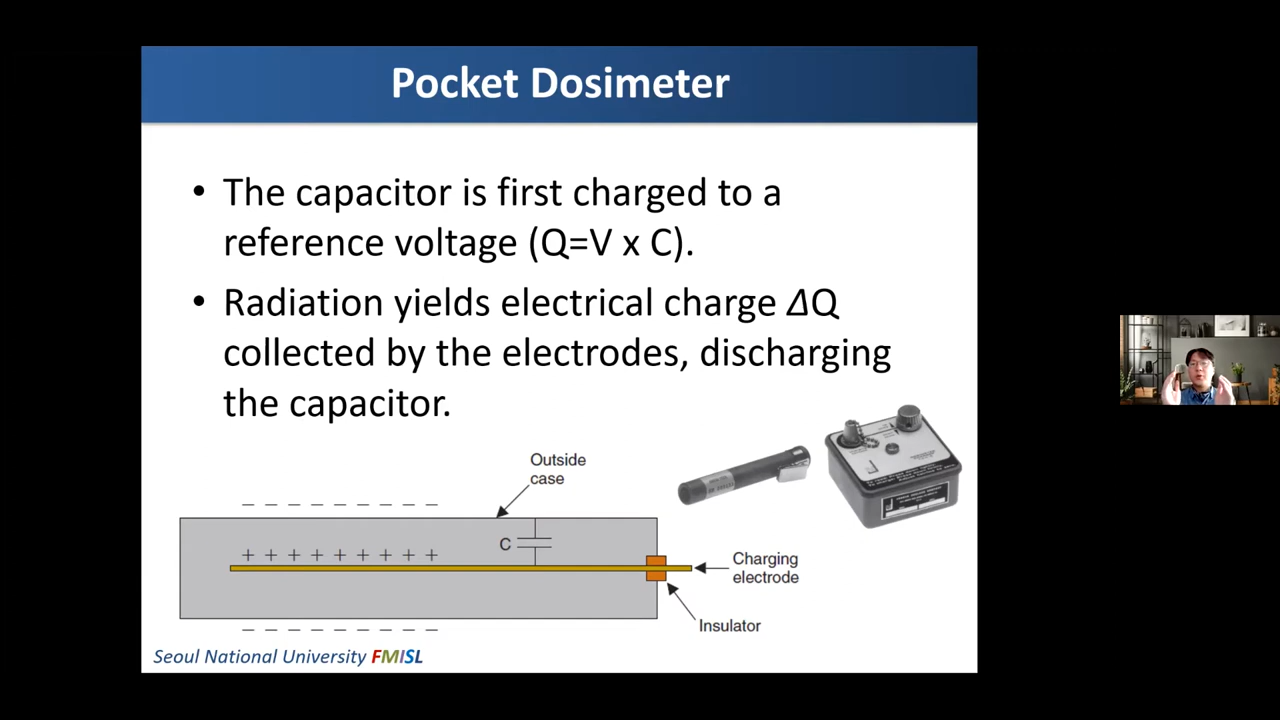 Pocket Dosimeter
• The capacitor is first charged to a
reference voltage (Q=V x C).
• Radiation yields electrical charge ΔQ
collected by the electrodes, discharging
the capacitor.
Outside
case
– – – – – – – – –
C
+ + + + + + + + +
Charging
electrode
Insulator
– – – – – – – – –
Seoul National University FMISL